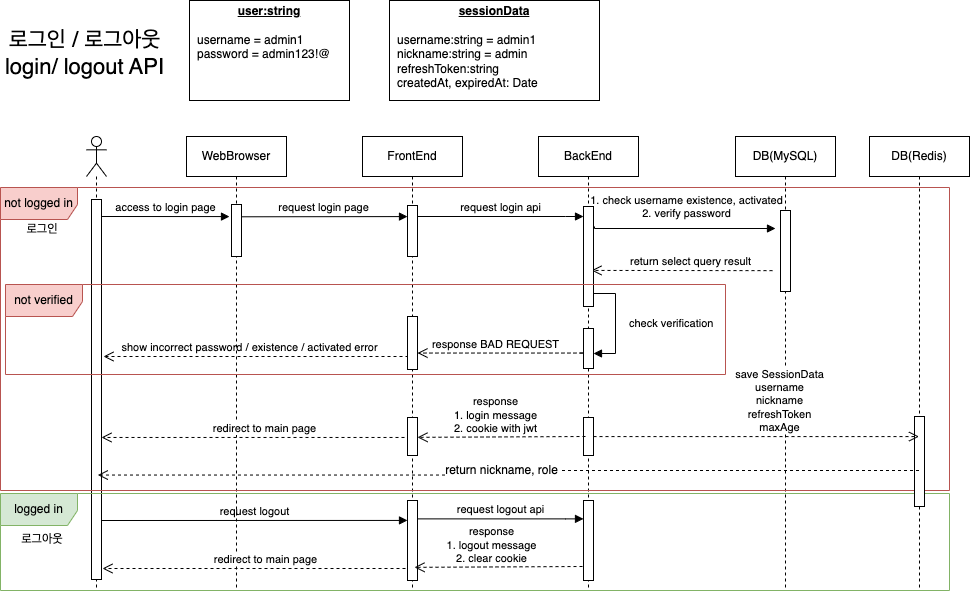 로그인 / 로그아웃
login/ logout API
user:string
username = admin1
password = admin123!@
sessionData
username:string = admin1
nickname:string = admin
refreshToken:string
createdAt, expiredAt: Date
WebBrowser
FrontEnd
BackEnd
DB(MySQL)
DB(Redis)
not logged in
로그인
access to login page
request login page
request login api
1. check username existence, activated
2. verify password
return select query result
not verified
check verification
response BAD REQUEST
show incorrect password / existence / activated error
save SessionData
username
nickname
refreshToken
maxAge
response
1. login message
2. cookie with jwt
redirect to main page
return nickname, role
logged in
로그아웃
request logout
request logout api
response
1. logout message
2. clear cookie
redirect to main page